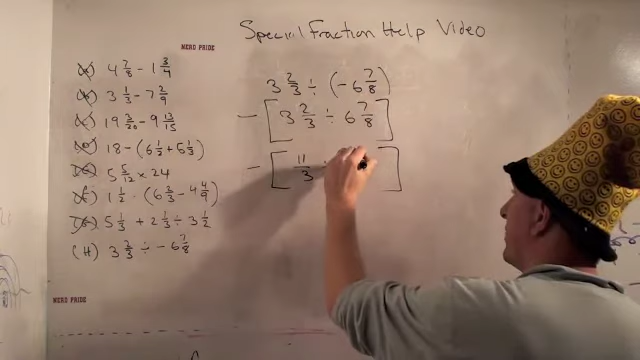 Special Fraction Help Video
NERD PRIDE
(A) 4 7/8 - 1 3/4
(B) 3 1/3 - 7 2/9
(C) 19 3/20 - 9 13/15
(D) 18 - (6 1/2 + 5 1/3)
(E) 5 5/12 × 24
(F) 1 1/2 · (6 2/3 - 4 4/9)
(G) 5 1/3 + 2 1/3 ÷ 3 1/2
(H) 3 2/3 ÷ - 6 7/8
3 2/3 ÷ (-6 7/8)
- [ 3 2/3 ÷ 6 7/8 ]
- [ 11/3 ]
NERD PRIDE